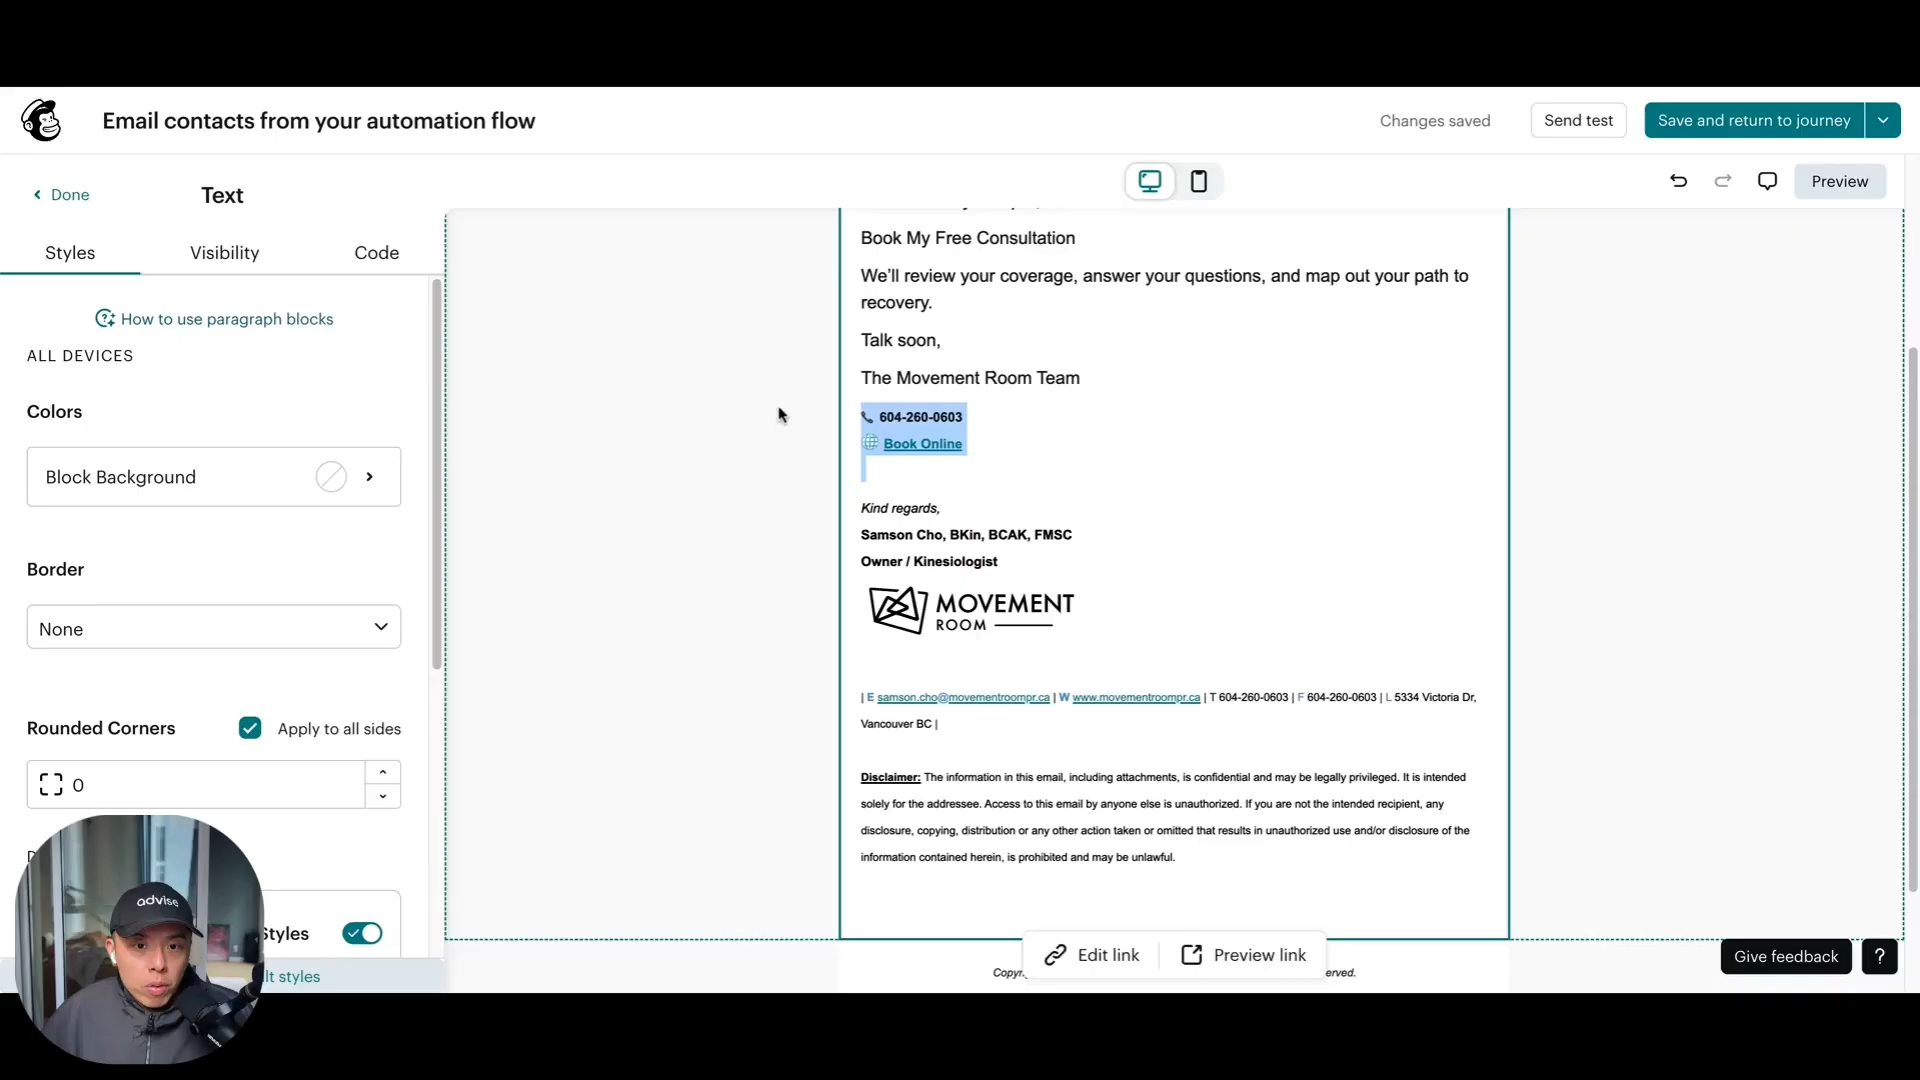 Email contacts from your automation flow
Changes saved
Send test
Save and return to journey
Done
Text
Preview
Styles
Visibility
Code
How to use paragraph blocks
ALL DEVICES
Colors
Block Background
Border
None
Rounded Corners
Apply to all sides
0
Styles
lt styles
advise
Book My Free Consultation
We’ll review your coverage, answer your questions, and map out your path to
recovery.
Talk soon,
The Movement Room Team
604-260-0603
Book Online
Kind regards,
Samson Cho, BKin, BCAK, FMSC
Owner / Kinesiologist
MOVEMENT
ROOM
| E samson.cho@movementroompr.ca | W www.movementroompr.ca | T 604-260-0603 | F 604-260-0603 | L 5334 Victoria Dr,
Vancouver BC |
Disclaimer: The information in this email, including attachments, is confidential and may be legally privileged. It is intended
solely for the addressee. Access to this email by anyone else is unauthorized. If you are not the intended recipient, any
disclosure, copying, distribution or any other action taken or omitted that results in unauthorized use and/or disclosure of the
information contained herein, is prohibited and may be unlawful.
Edit link
Preview link
Copyr
erved.
Give feedback
?